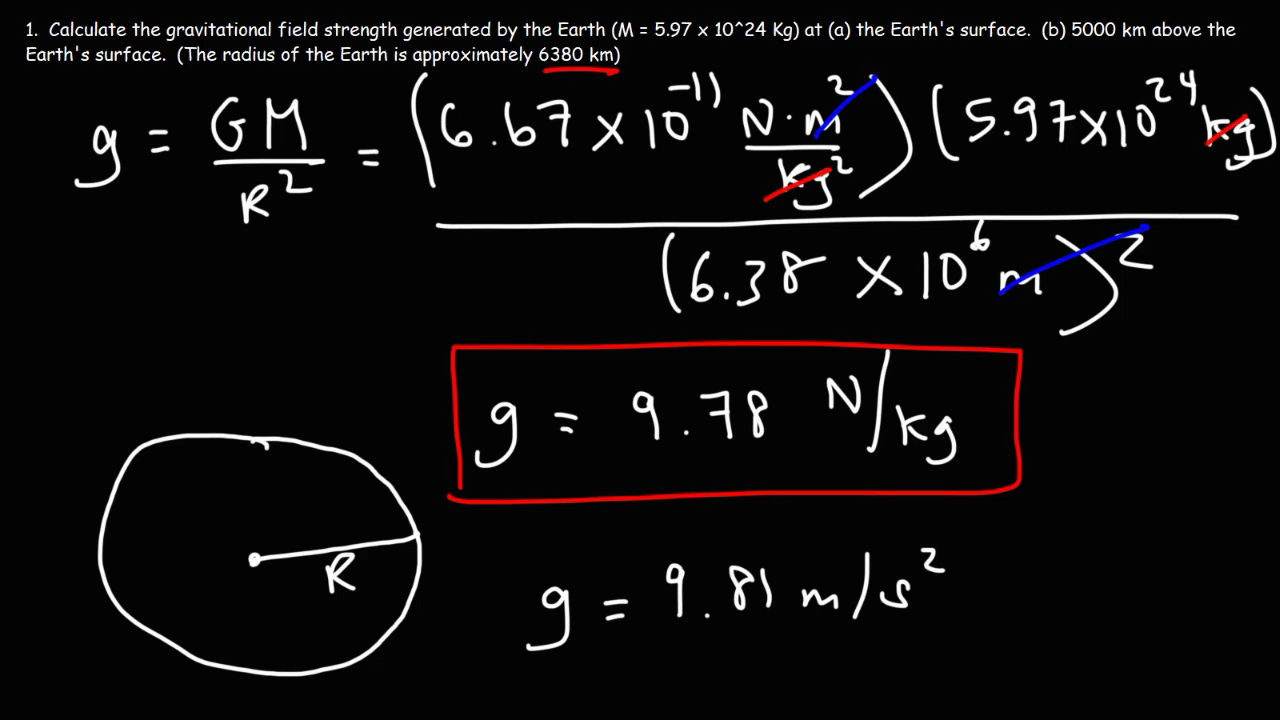 1. Calculate the gravitational field strength generated by the Earth (M = 5.97 x 10^24 Kg) at (a) the Earth's surface. (b) 5000 km above the
Earth's surface. (The radius of the Earth is approximately 6380 km)
g = GM/R² = (6.67 × 10⁻¹¹ N·m²/kg²)(5.97×10²⁴ kg)/(6.38 × 10⁶ m)²
g = 9.78 N/kg
R
g = 9.81 m/s²